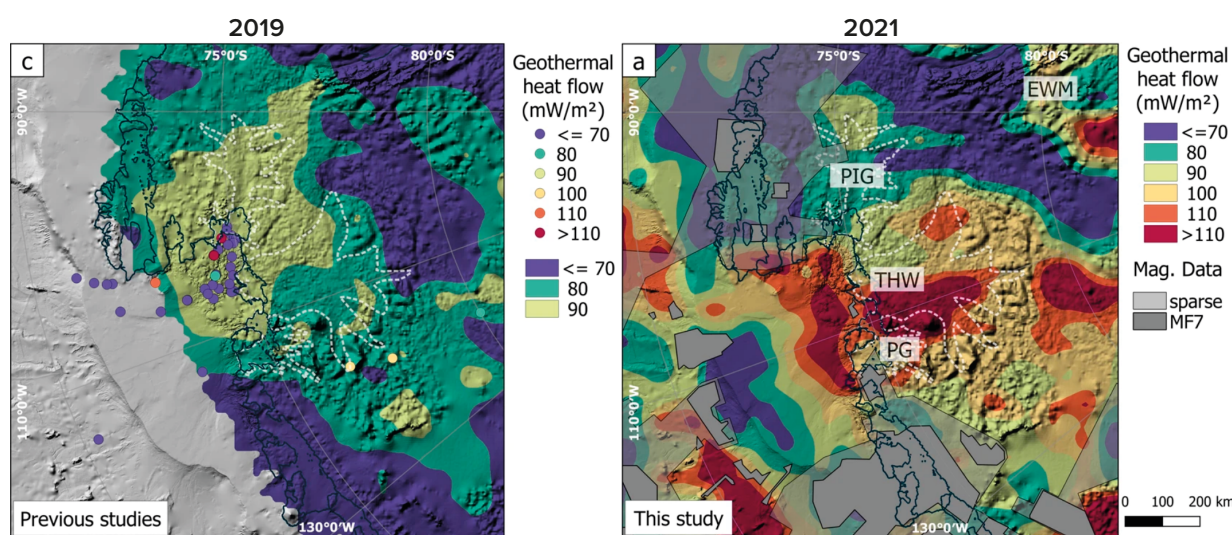 2019
c
75°0'S
80°0'S
90°0'W
110°0'W
130°0'W
Previous studies
Geothermal
heat flow
(mW/m²)
<= 70
80
90
100
110
>110
<= 70
80
90
2021
a
75°0'S
80°0'S
90°0'W
110°0'W
130°0'W
EWM
PIG
THW
PG
This study
Geothermal
heat flow
(mW/m²)
<=70
80
90
100
110
>110
Mag. Data
sparse
MF7
0 100 200 km